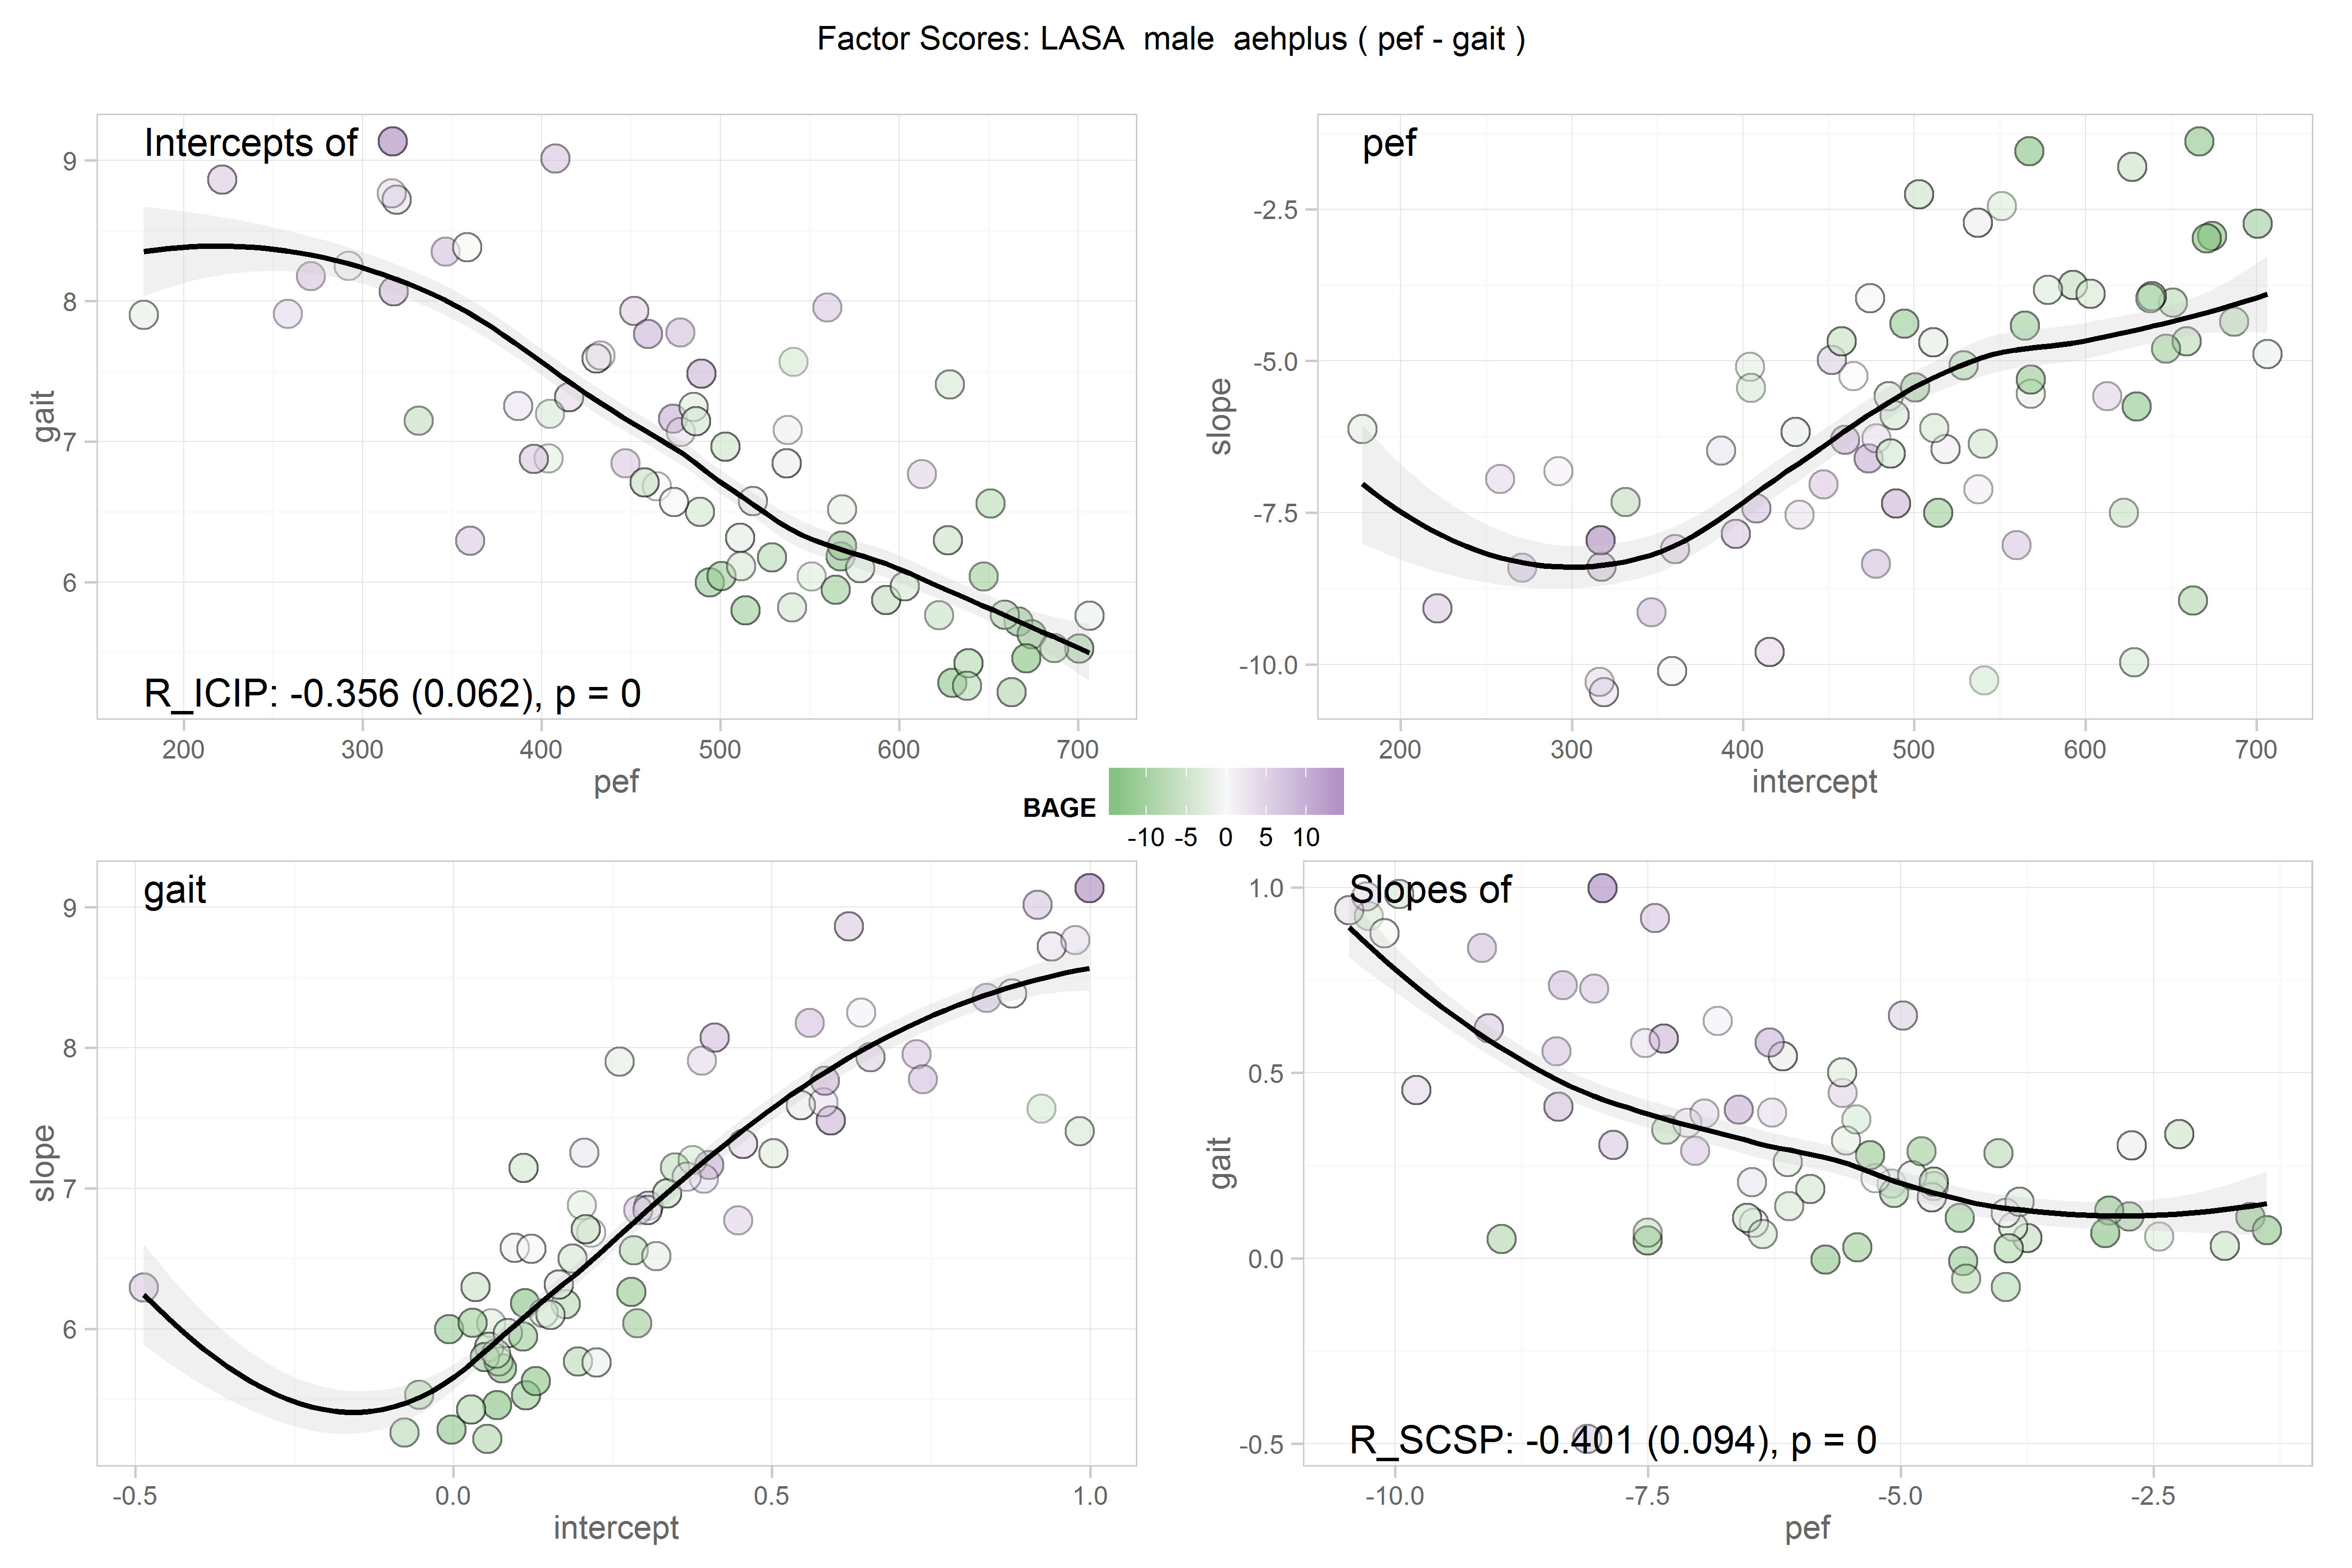 Factor Scores: LASA male aehplus ( pef - gait )
Intercepts of
gait
9
8
7
6
R_ICIP: -0.356 (0.062), p = 0
200 300 400 500 600 700
pef
pef
slope
-2.5
-5.0
-7.5
-10.0
200 300 400 500 600 700
intercept
BAGE
-10 -5 0 5 10
gait
slope
9
8
7
6
-0.5 0.0 0.5 1.0
intercept
Slopes of
gait
1.0
0.5
0.0
-0.5
R_SCSP: -0.401 (0.094), p = 0
-10.0 -7.5 -5.0 -2.5
pef